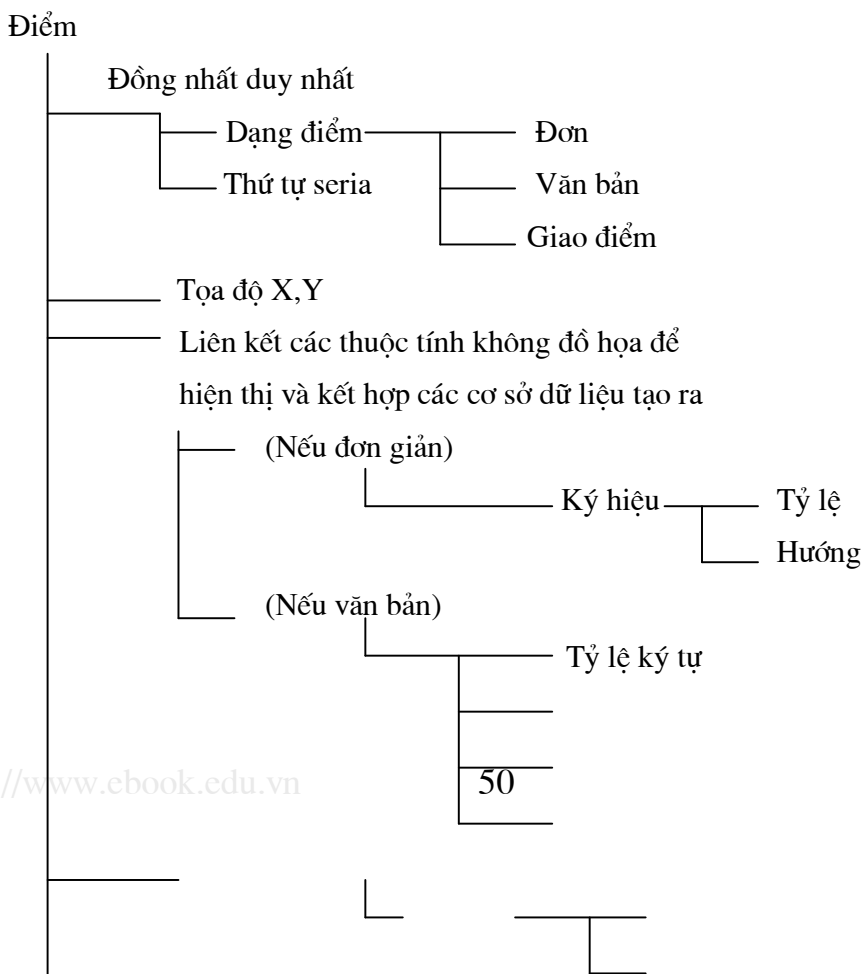 Điểm
Đồng nhất duy nhất
Dạng điểm
Đơn
Thứ tự seria
Văn bản
Giao điểm
Tọa độ X,Y
Liên kết các thuộc tính không đồ họa để
hiện thị và kết hợp các cơ sở dữ liệu tạo ra
(Nếu đơn giản)
Ký hiệu
Tỷ lệ
Hướng
(Nếu văn bản)
Tỷ lệ ký tự
//www.ebook.edu.vn
50